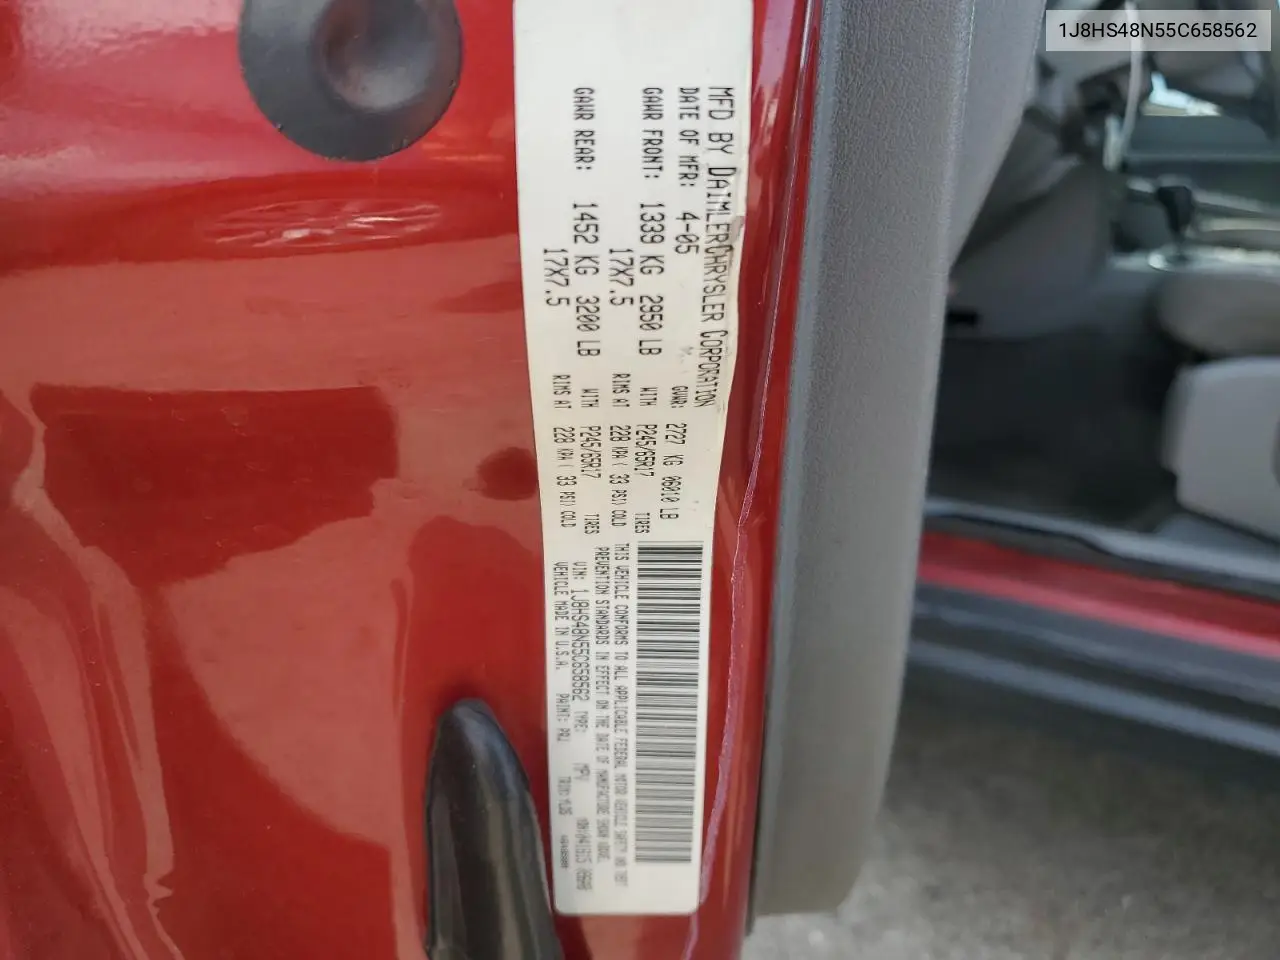 1J8HS48N55C658562
MFD BY DAIMLERCHRYSLER CORPORATION
DATE OF MFR: 4-05 GVWR: 2727 KG 06010 LB
GAWR FRONT: 1339 KG 2950 LB WITH P245/65R17 TIRES
17X7.5 RIMS AT 228 KPA( 33 PSI) COLD
GAWR REAR: 1452 KG 3200 LB WITH P245/65R17 TIRES
17X7.5 RIMS AT 228 KPA( 33 PSI) COLD
THIS VEHICLE CONFORMS TO ALL APPLICABLE FEDERAL MOTOR VEHICLE SAFETY AND THEFT
PREVENTION STANDARDS IN EFFECT ON THE DATE OF MANUFACTURE SHOWN ABOVE.
VIN: 1J8HS48N55C658562 TYPE: MPV
VEHICLE MADE IN U.S.A. PAINT: PRJ TRIM: